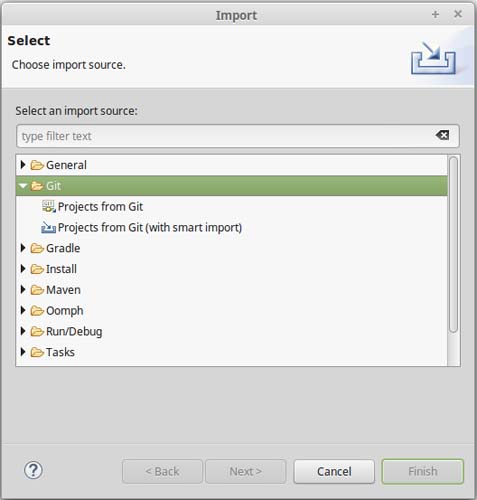 Import
Select
Choose import source.
Select an import source:
type filter text
General
Git
Projects from Git
Projects from Git (with smart import)
Gradle
Install
Maven
Oomph
Run/Debug
Tasks
? < Back Next > Cancel Finish